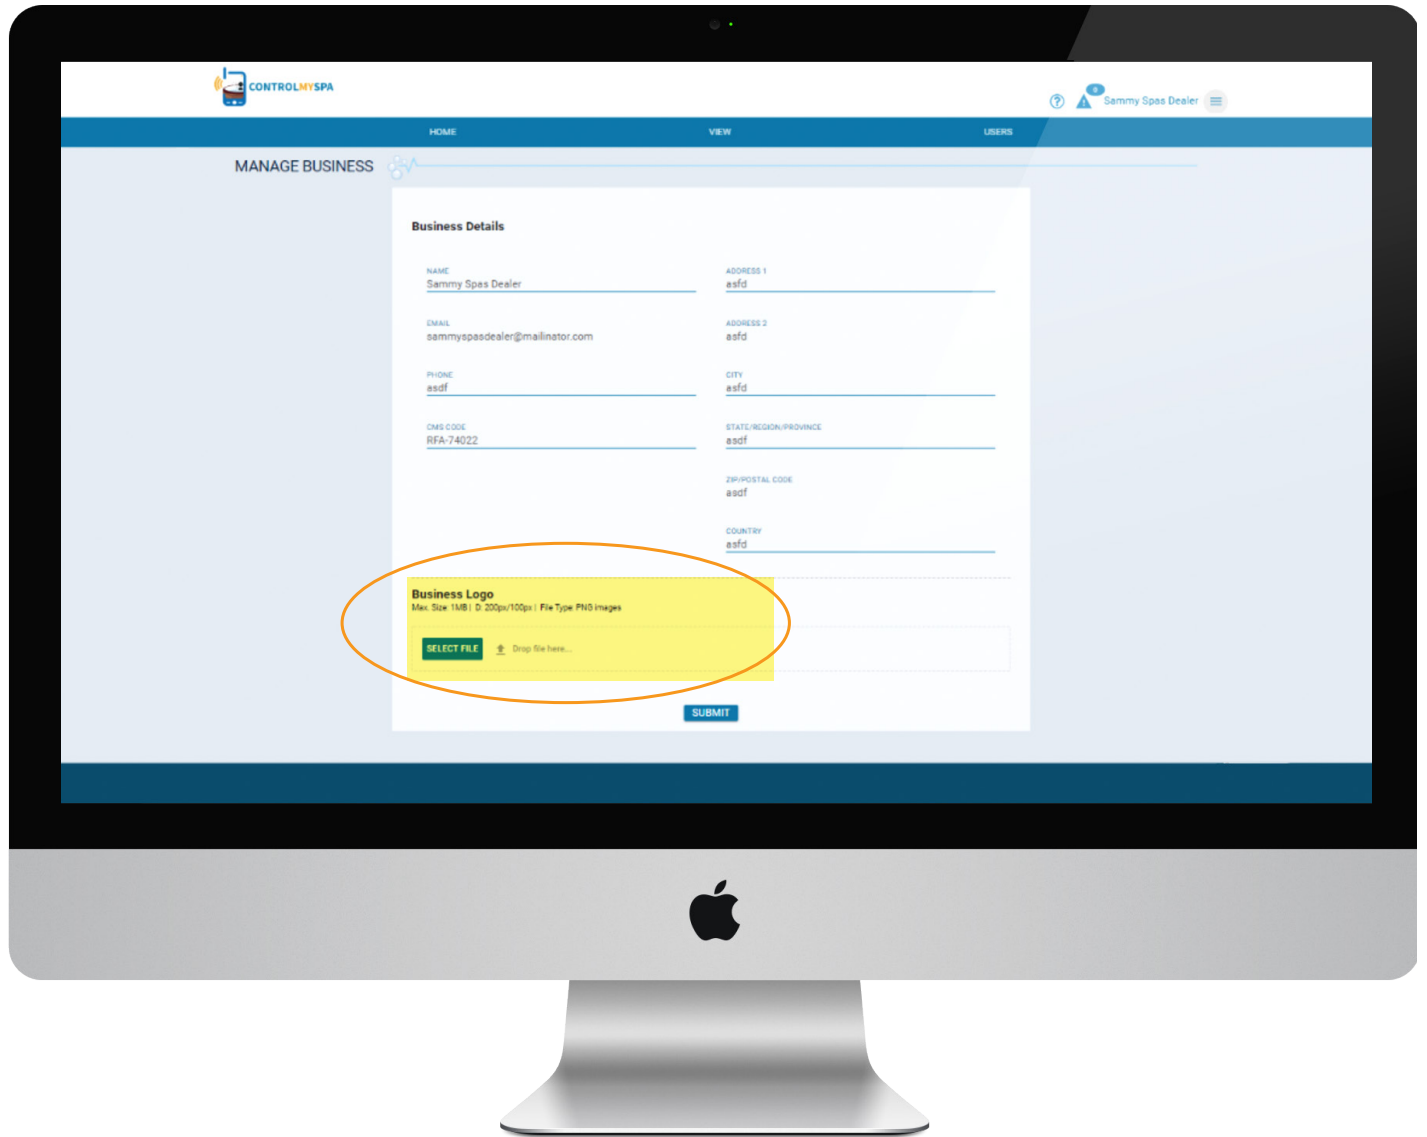 CONTROLMYSPA
0
Sammy Spas Dealer
HOME VIEW USERS
MANAGE BUSINESS
Business Details
NAME
Sammy Spas Dealer
ADDRESS 1
asfd
EMAIL
sammyspasdealer@mailinator.com
ADDRESS 2
asfd
PHONE
asdf
CITY
asfd
CMS CODE
RFA-74022
STATE/REGION/PROVINCE
asdf
ZIP/POSTAL CODE
asdf
COUNTRY
asfd
Business Logo
Max. Size: 1MB | D: 200px/100px | File Type: PNG images
SELECT FILE Drop file here...
SUBMIT